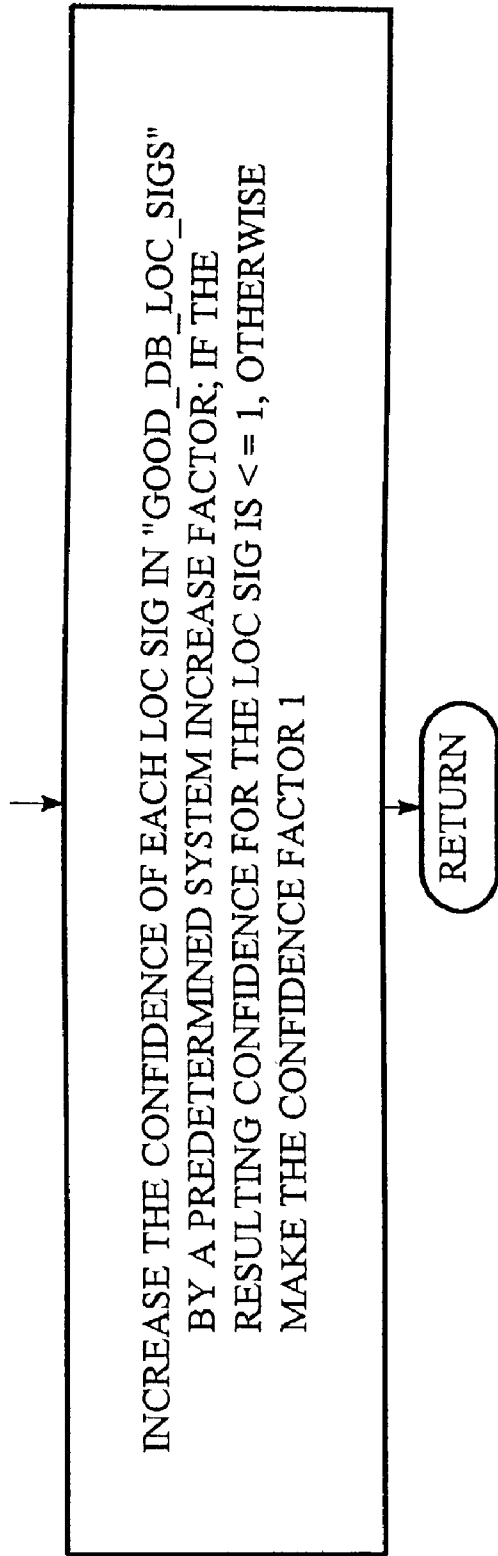 INCREASE THE CONFIDENCE OF EACH LOC SIG IN "GOOD_DB_LOC_SIGS"
BY A PREDETERMINED SYSTEM INCREASE FACTOR; IF THE
RESULTING CONFIDENCE FOR THE LOC SIG IS < = 1, OTHERWISE
MAKE THE CONFIDENCE FACTOR 1
RETURN